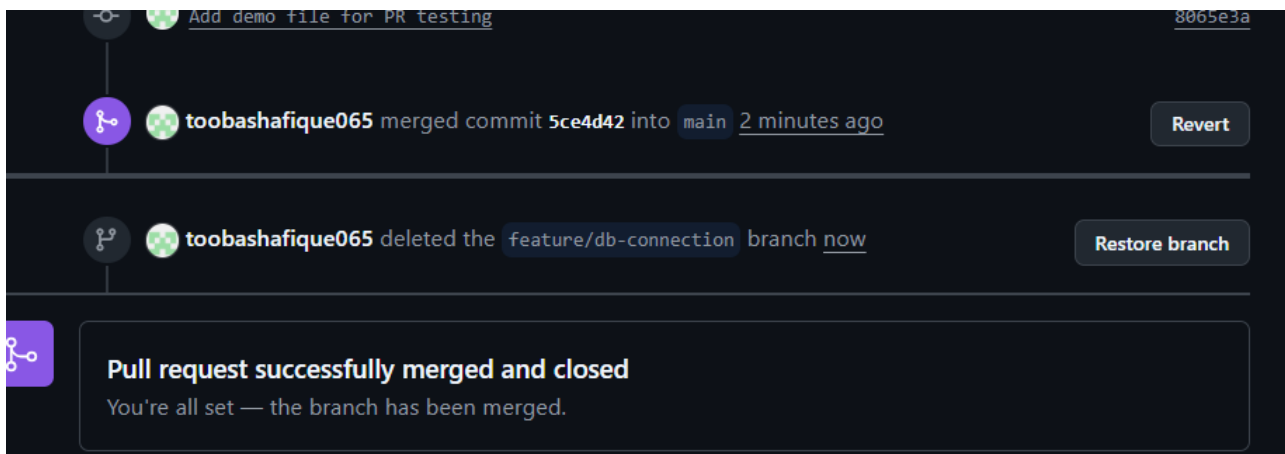 Add demo file for PR testing 8065e3a
toobashafique065 merged commit 5ce4d42 into main 2 minutes ago Revert
toobashafique065 deleted the feature/db-connection branch now Restore branch
Pull request successfully merged and closed
You're all set — the branch has been merged.